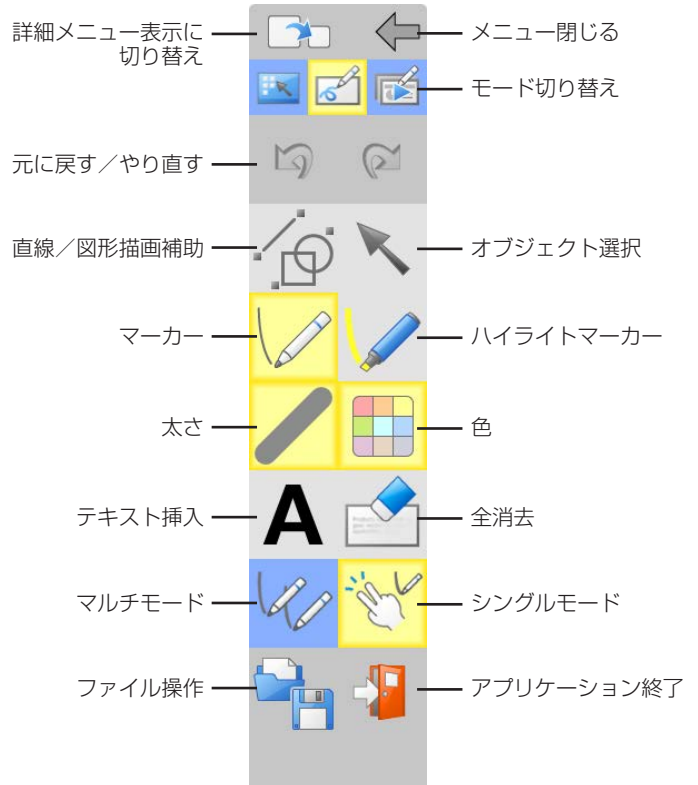 詳細メニュー表示に
切り替え
メニュー閉じる
モード切り替え
元に戻す／やり直す
直線／図形描画補助
オブジェクト選択
マーカー
ハイライトマーカー
太さ
色
テキスト挿入
A
全消去
マルチモード
シングルモード
ファイル操作
アプリケーション終了